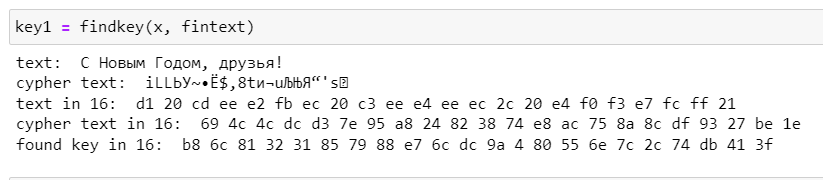 key1 = findkey(x, fintext)
text:  С Новым Годом, друзья!
cypher text:  iLLЬУ~•Ё$‚8tи¬uЉЊЯ“'ѕ
text in 16:  d1 20 cd ee e2 fb ec 20 c3 ee e4 ee ec 2c 20 e4 f0 f3 e7 fc ff 21
cypher text in 16:  69 4c 4c dc d3 7e 95 a8 24 82 38 74 e8 ac 75 8a 8c df 93 27 be 1e
found key in 16:  b8 6c 81 32 31 85 79 88 e7 6c dc 9a 4 80 55 6e 7c 2c 74 db 41 3f